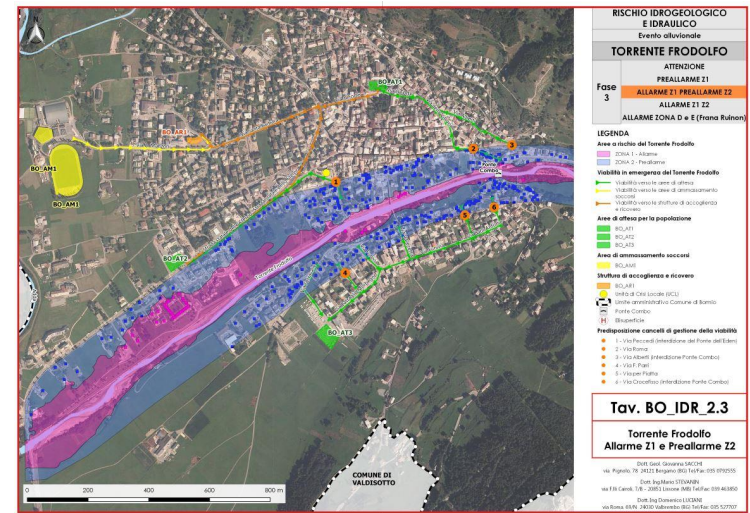 RISCHIO IDROGEOLOGICO
E IDRAULICO
Evento alluvionale
TORRENTE FRODOLFO
Fase
3
ATTENZIONE
PREALLARME Z1
ALLARME Z1 PREALLARME Z2
ALLARME Z1 Z2
ALLARME ZONA D e E (Frana Ruinon)
LEGENDA
Aree a rischio del Torrente Frodolfo
ZONA 1 - Allarme
ZONA 2 - Preallarme
Viabilità in emergenza del Torrente Frodolfo
Viabilità verso le aree di attesa
Viabilità verso le aree di ammassamento
soccorsi
Viabilità verso le strutture di accoglienza
e ricovero
Aree di attesa per la popolazione
BO_AT1
BO_AT2
BO_AT3
Area di ammassamento soccorsi
BO_AM1
Struttura di accoglienza e ricovero
BO_AR1
Unità di Crisi Locale (UCL)
Limite amministrativo Comune di Bormio
Ponte Combo
H Elisuperficie
Predisposizione cancelli di gestione della viabilità
1 - Via Peccedi (Interdizione del Ponte dell'Eden)
2 - Via Roma
3 - Via Alberti (Interdizione Ponte Combo)
4 - Via F. Parri
5 - Via per Piatta
6 - Via Crocefisso (Interdizione Ponte Combo)
Tav. BO_IDR_2.3
Torrente Frodolfo
Allarme Z1 e Preallarme Z2
Dott. Geol. Giovanna SACCHI
Dott. Ing Mario STEVANIN
Dott. Ing Domenico LUCIANI
N
BO_AT1
BO_AR1
BO_AM1
BO_AM1
BO_AT2
BO_AT3
Ponte
Combo
Torrente Frodolfo
1
2
3
4
5
6
COMUNE DI
VALDISOTTO
0 200 400 600 800 m